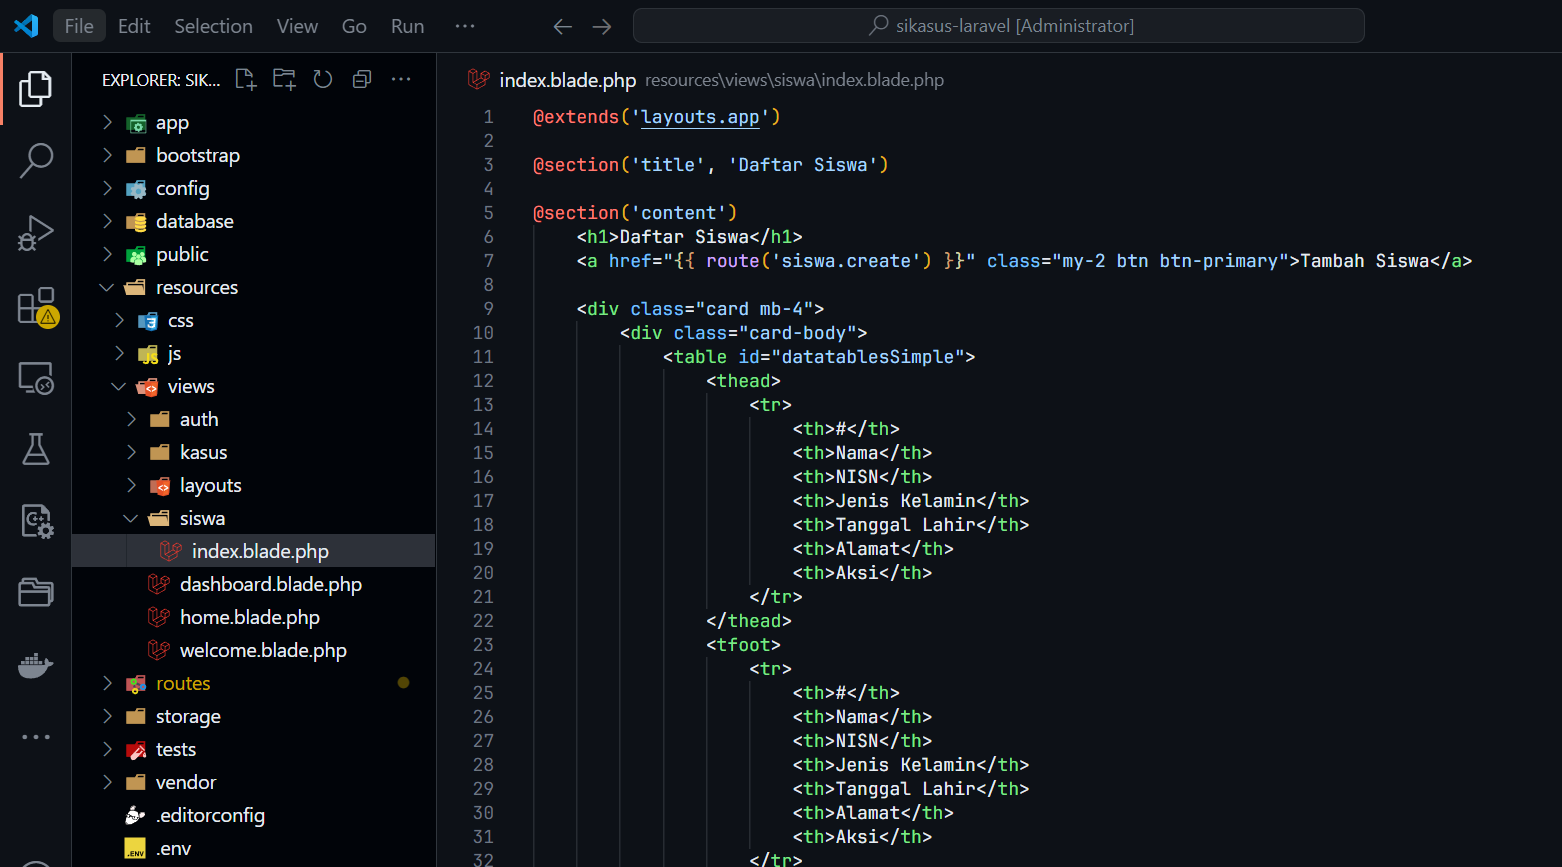 File Edit Selection View Go Run ···
sikasus-laravel [Administrator]
EXPLORER: SIK...
app
bootstrap
config
database
public
resources
css
js
views
auth
kasus
layouts
siswa
index.blade.php
dashboard.blade.php
home.blade.php
welcome.blade.php
routes
storage
tests
vendor
.editorconfig
.env
index.blade.php resources\views\siswa\index.blade.php
1 @extends('layouts.app')
2
3 @section('title', 'Daftar Siswa')
4
5 @section('content')
6 <h1>Daftar Siswa</h1>
7 <a href="{{ route('siswa.create') }}" class="my-2 btn btn-primary">Tambah Siswa</a>
8
9 <div class="card mb-4">
10 <div class="card-body">
11 <table id="datatablesSimple">
12 <thead>
13 <tr>
14 <th>#</th>
15 <th>Nama</th>
16 <th>NISN</th>
17 <th>Jenis Kelamin</th>
18 <th>Tanggal Lahir</th>
19 <th>Alamat</th>
20 <th>Aksi</th>
21 </tr>
22 </thead>
23 <tfoot>
24 <tr>
25 <th>#</th>
26 <th>Nama</th>
27 <th>NISN</th>
28 <th>Jenis Kelamin</th>
29 <th>Tanggal Lahir</th>
30 <th>Alamat</th>
31 <th>Aksi</th>
32 </tr>